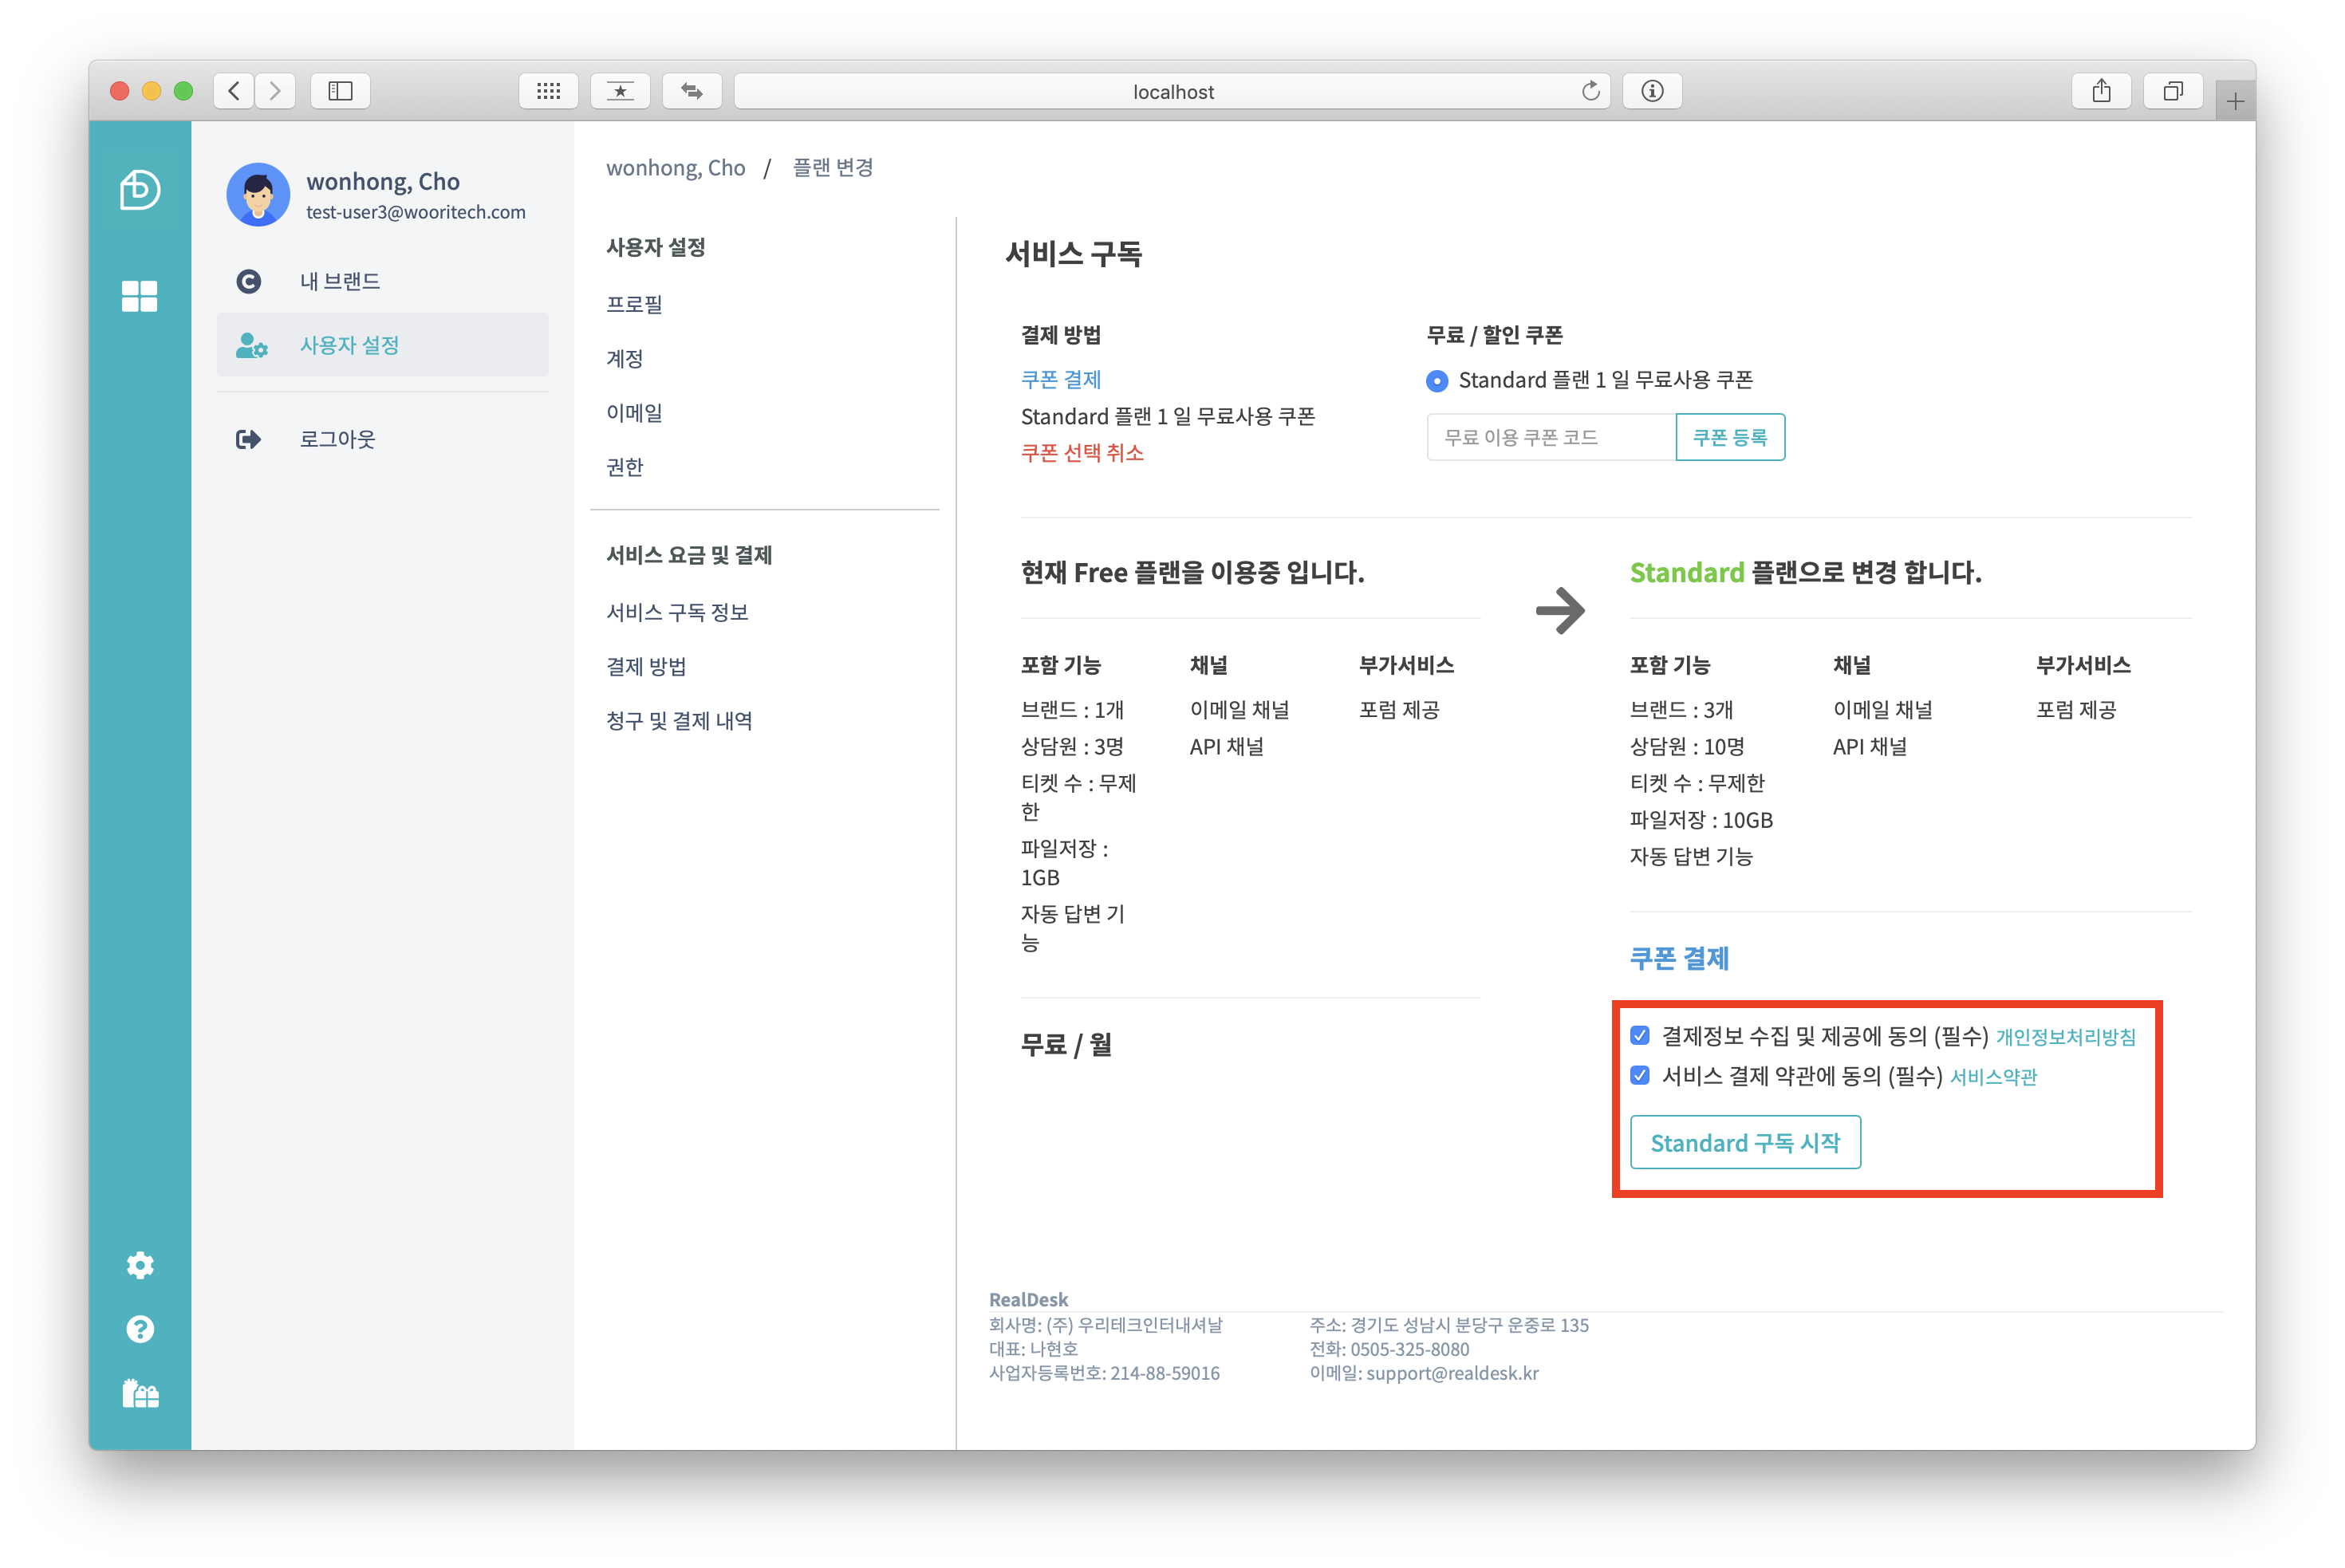 localhost
wonhong, Cho
test-user3@wooritech.com
내 브랜드
사용자 설정
로그아웃
wonhong, Cho / 플랜 변경
사용자 설정
프로필
계정
이메일
권한
서비스 요금 및 결제
서비스 구독 정보
결제 방법
청구 및 결제 내역
서비스 구독
결제 방법
쿠폰 결제
Standard 플랜 1 일 무료사용 쿠폰
쿠폰 선택 취소
무료 / 할인 쿠폰
Standard 플랜 1 일 무료사용 쿠폰
무료 이용 쿠폰 코드
쿠폰 등록
현재 Free 플랜을 이용중 입니다.
포함 기능
브랜드 : 1개
상담원 : 3명
티켓 수 : 무제
한
파일저장 :
1GB
자동 답변 기
능
채널
이메일 채널
API 채널
부가서비스
포럼 제공
무료 / 월
Standard 플랜으로 변경 합니다.
포함 기능
브랜드 : 3개
상담원 : 10명
티켓 수 : 무제한
파일저장 : 10GB
자동 답변 기능
채널
이메일 채널
API 채널
부가서비스
포럼 제공
쿠폰 결제
결제정보 수집 및 제공에 동의 (필수) 개인정보처리방침
서비스 결제 약관에 동의 (필수) 서비스약관
Standard 구독 시작
RealDesk
회사명: (주) 우리테크인터내셔날
대표: 나현호
사업자등록번호: 214-88-59016
주소: 경기도 성남시 분당구 운중로 135
전화: 0505-325-8080
이메일: support@realdesk.kr